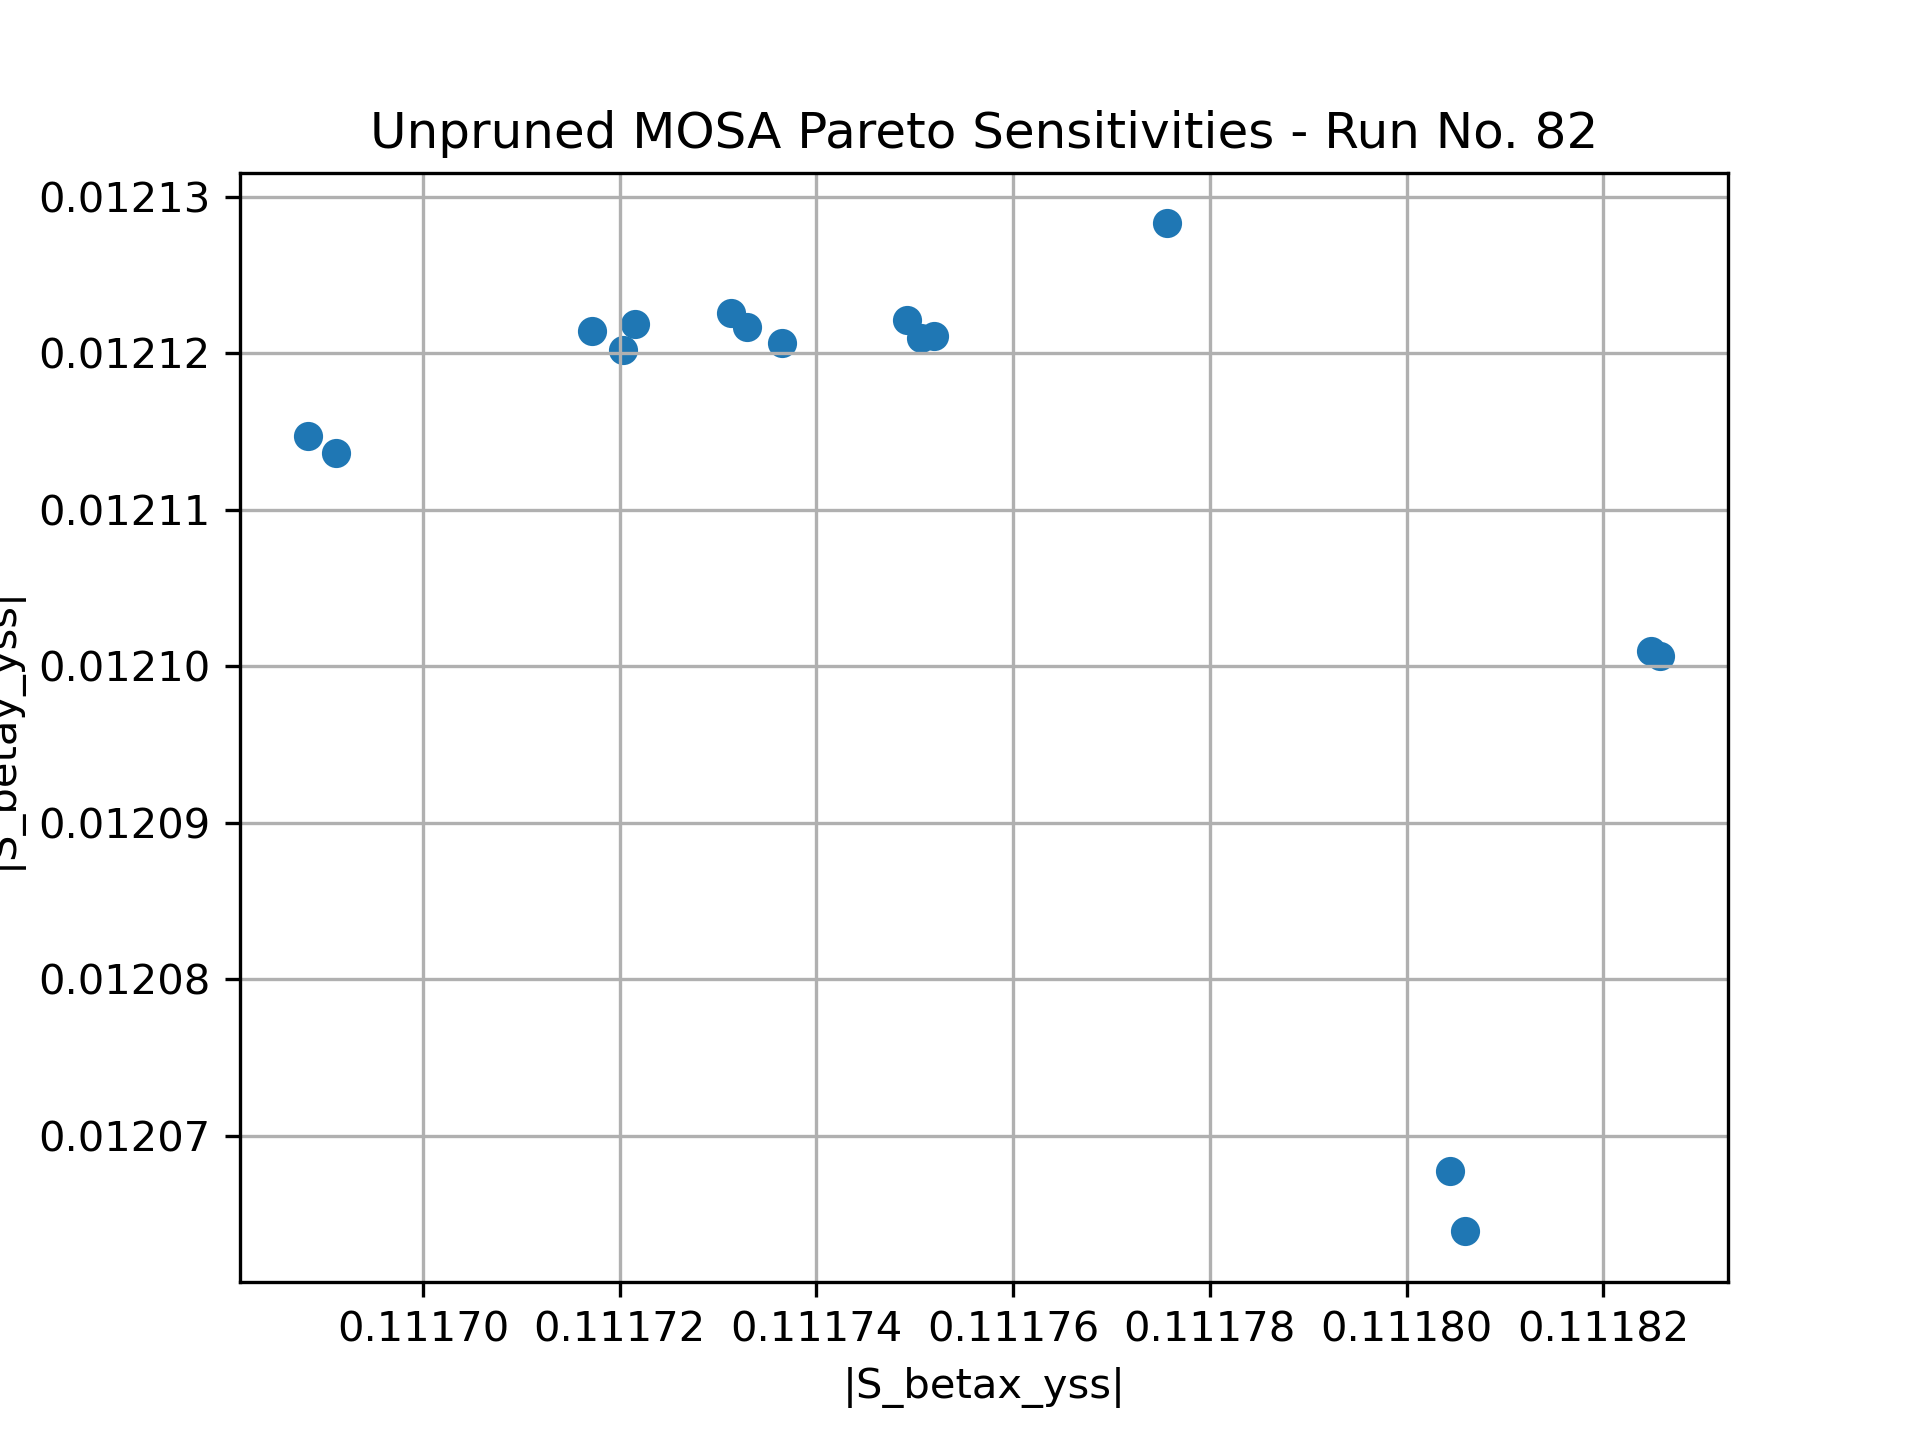 Unpruned MOSA Pareto Sensitivities - Run No. 82
0.01213
0.01212
0.01211
0.01210
0.01209
0.01208
0.01207
|S_betay_yss|
0.11170 0.11172 0.11174 0.11176 0.11178 0.11180 0.11182
|S_betax_yss|